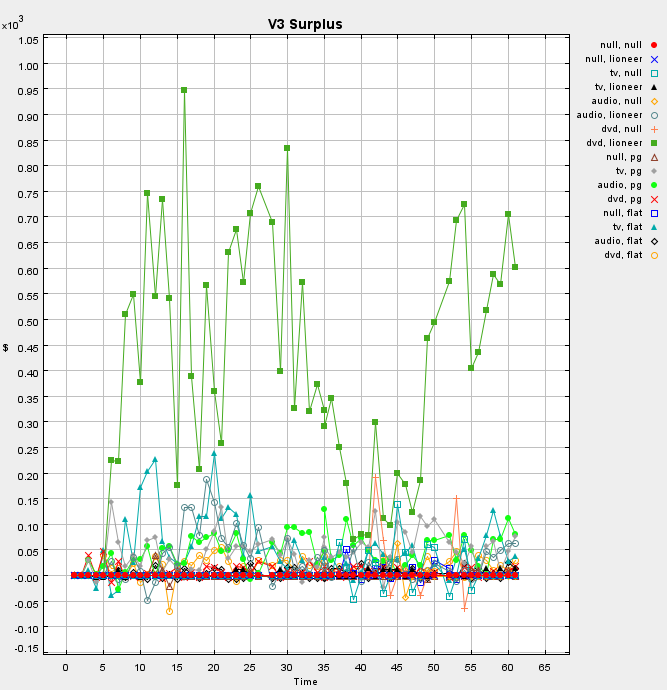 V3 Surplus
x10^3
1.05
1.00
0.95
0.90
0.85
0.80
0.75
0.70
0.65
0.60
0.55
0.50
0.45
0.40
0.35
0.30
0.25
0.20
0.15
0.10
0.05
-0.00
-0.05
-0.10
-0.15
$
0 5 10 15 20 25 30 35 40 45 50 55 60 65
Time
null, null
null, lioneer
tv, null
tv, lioneer
audio, null
audio, lioneer
dvd, null
dvd, lioneer
null, pg
tv, pg
audio, pg
dvd, pg
null, flat
tv, flat
audio, flat
dvd, flat